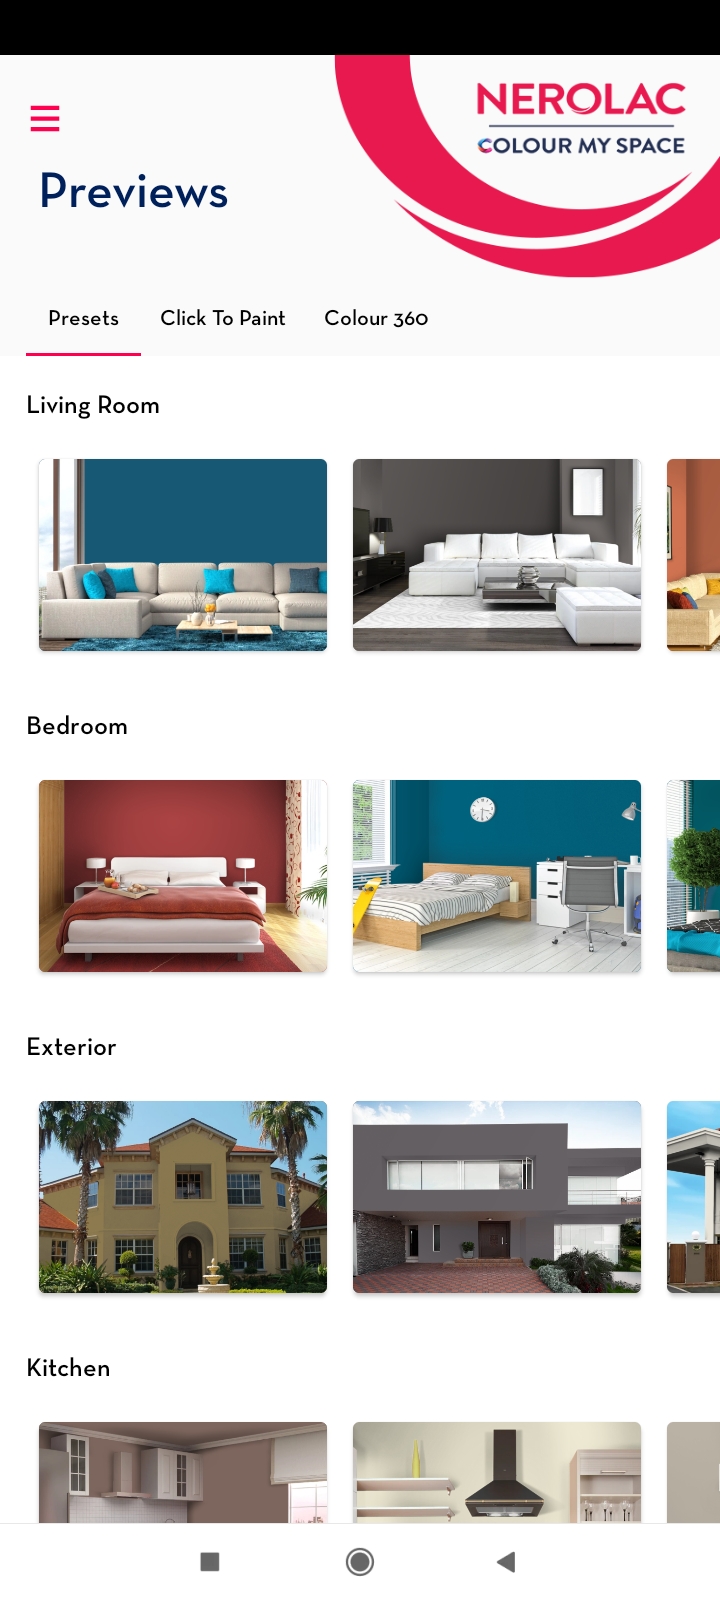 NEROLAC
COLOUR MY SPACE
Previews
Presets
Click To Paint
Colour 360
Living Room
Bedroom
Exterior
Kitchen